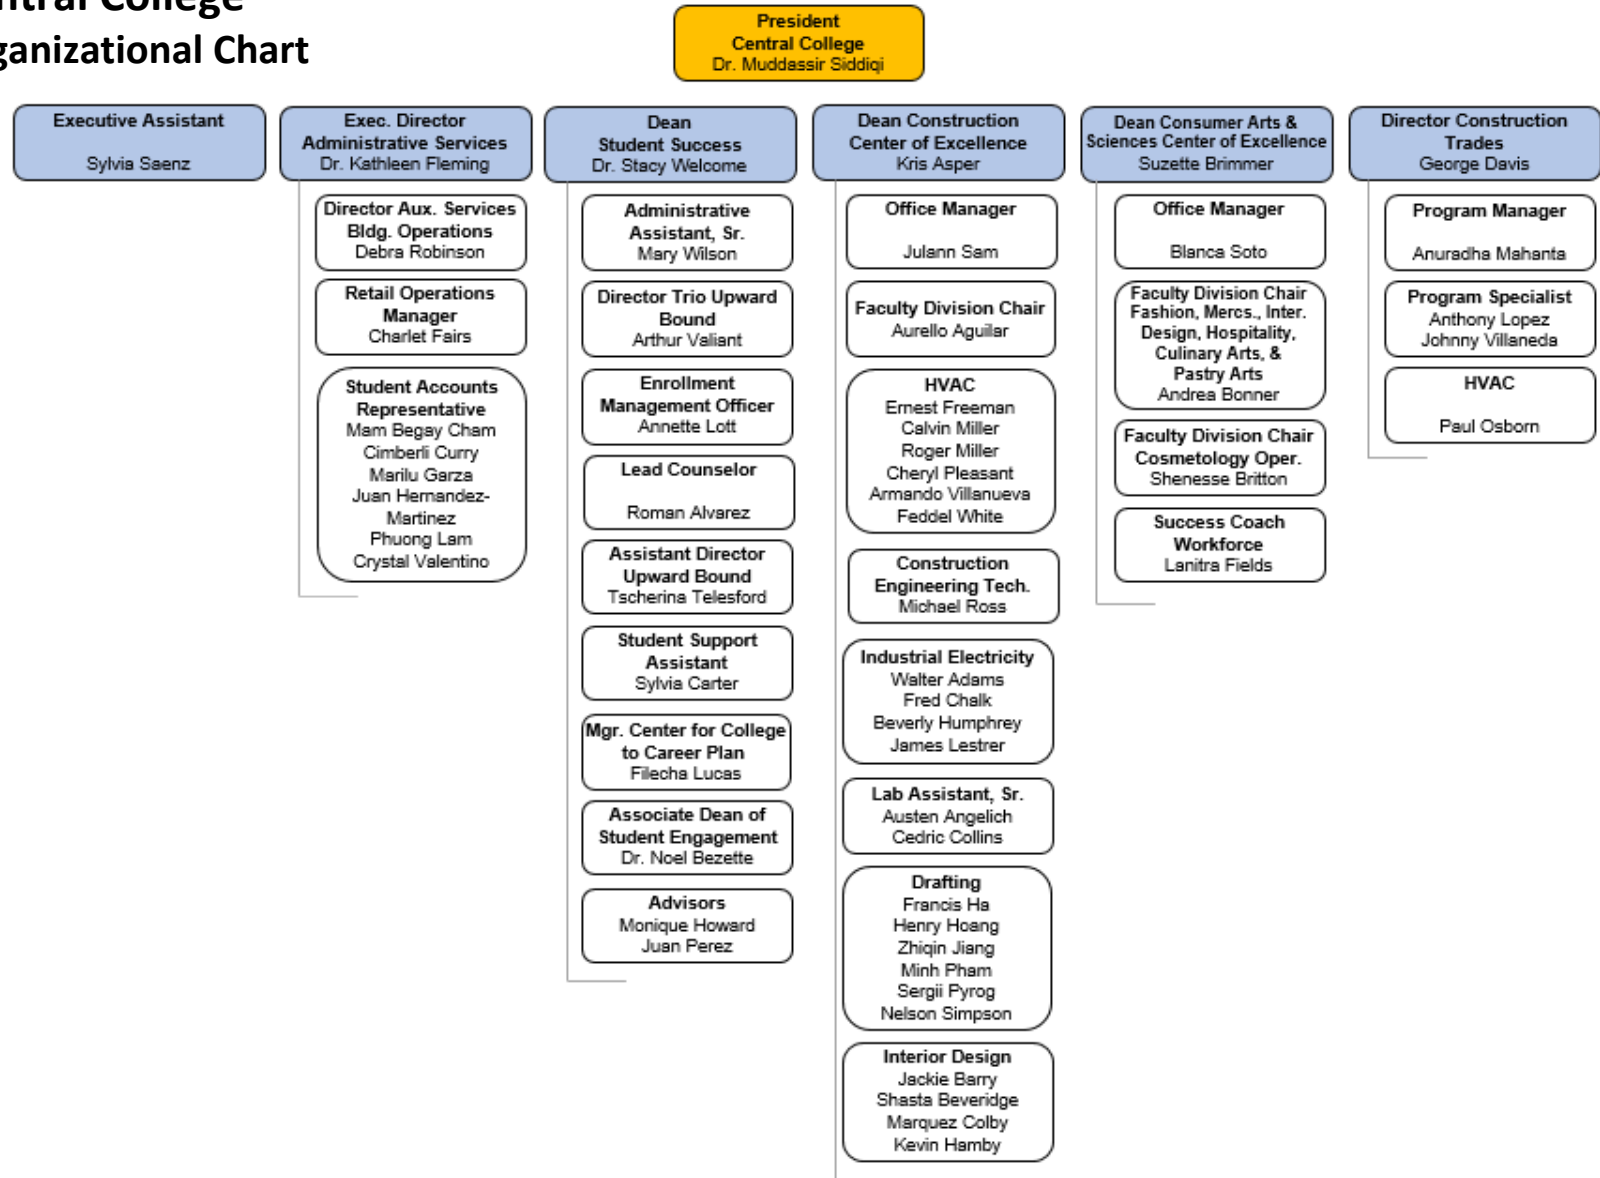 ntral College
ganizational Chart
President
Central College
Dr. Muddassir Siddiqi
Executive Assistant
Sylvia Saenz
Exec. Director
Administrative Services
Dr. Kathleen Fleming
Director Aux. Services
Bldg. Operations
Debra Robinson
Retail Operations
Manager
Charlet Fairs
Student Accounts
Representative
Mam Begay Cham
Cimberli Curry
Marilu Garza
Juan Hernandez-
Martinez
Phuong Lam
Crystal Valentino
Dean
Student Success
Dr. Stacy Welcome
Administrative
Assistant, Sr.
Mary Wilson
Director Trio Upward
Bound
Arthur Valiant
Enrollment
Management Officer
Annette Lott
Lead Counselor
Roman Alvarez
Assistant Director
Upward Bound
Tscherina Telesford
Student Support
Assistant
Sylvia Carter
Mgr. Center for College
to Career Plan
Filecha Lucas
Associate Dean of
Student Engagement
Dr. Noel Bezette
Advisors
Monique Howard
Juan Perez
Dean Construction
Center of Excellence
Kris Asper
Office Manager
Julann Sam
Faculty Division Chair
Aurello Aguilar
HVAC
Ernest Freeman
Calvin Miller
Roger Miller
Cheryl Pleasant
Armando Villanueva
Feddel White
Construction
Engineering Tech.
Michael Ross
Industrial Electricity
Walter Adams
Fred Chalk
Beverly Humphrey
James Lestrer
Lab Assistant, Sr.
Austen Angelich
Cedric Collins
Drafting
Francis Ha
Henry Hoang
Zhiqin Jiang
Minh Pham
Sergii Pyrog
Nelson Simpson
Interior Design
Jackie Barry
Shasta Beveridge
Marquez Colby
Kevin Hamby
Dean Consumer Arts &
Sciences Center of Excellence
Suzette Brimmer
Office Manager
Blanca Soto
Faculty Division Chair
Fashion, Mercs., Inter.
Design, Hospitality,
Culinary Arts, &
Pastry Arts
Andrea Bonner
Faculty Division Chair
Cosmetology Oper.
Shenesse Britton
Success Coach
Workforce
Lanitra Fields
Director Construction
Trades
George Davis
Program Manager
Anuradha Mahanta
Program Specialist
Anthony Lopez
Johnny Villaneda
HVAC
Paul Osborn